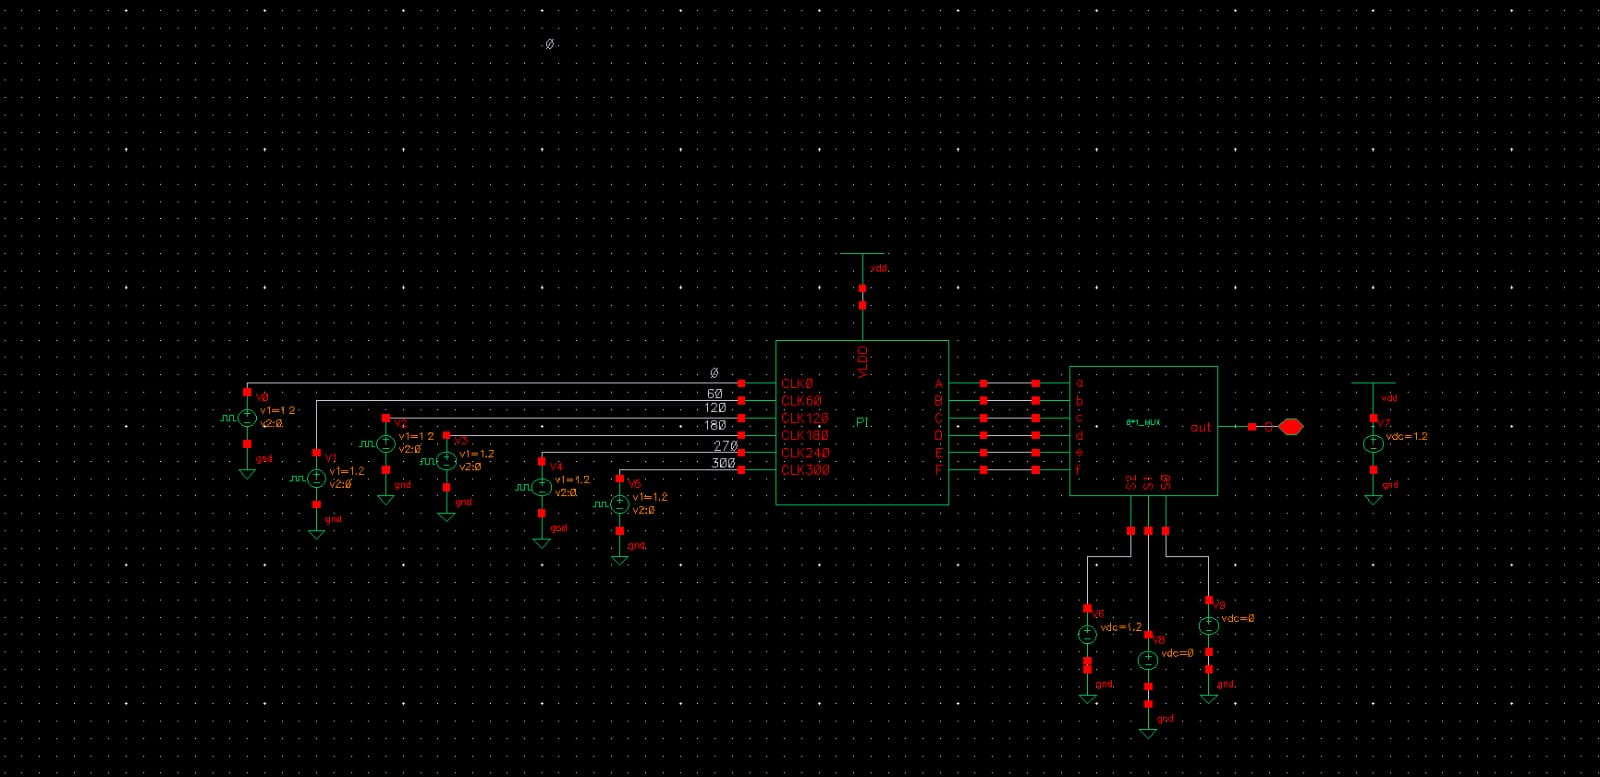 Ø
vdd
VLDD
Ø
60
120
180
270
300
CLKØ
CLK60
CLK120
CLK180
CLK240
CLK300
PI
A
B
C
D
E
F
a
b
c
d
e
f
6*1_MUX
out
S2
S1
SØ
O
VØ
v1=1.2
v2:Ø
gnd
V1
v1=1.2
v2:Ø
gnd
V2
v1=1.2
v2:Ø
gnd
V3
v1=1.2
v2:Ø
gnd
V4
v1=1.2
v2:Ø
gnd
V5
v1=1.2
v2:Ø
gnd
vdd
V7
vdc=1.2
gnd
V6
vdc=1.2
gnd
V8
vdc=Ø
gnd
V9
vdc=Ø
gnd